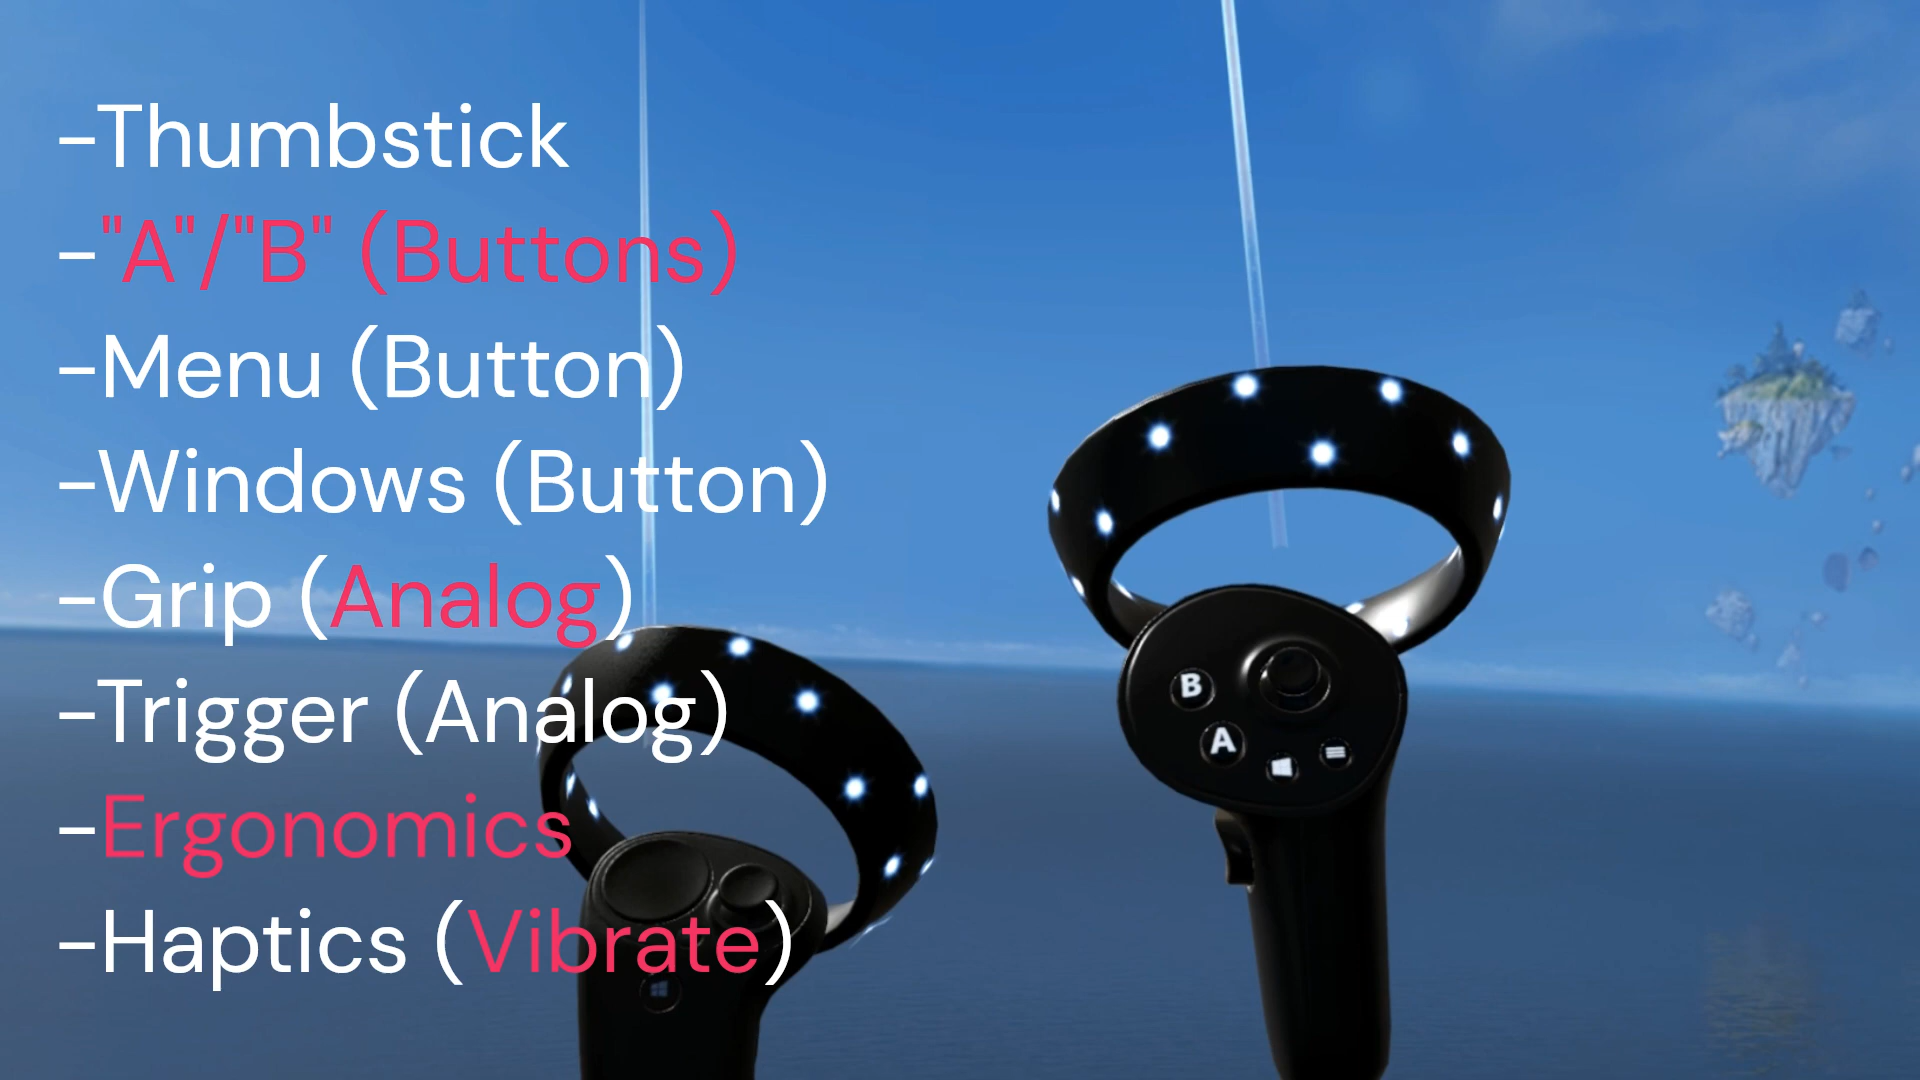 -Thumbstick
-"A"/"B" (Buttons)
-Menu (Button)
-Windows (Button)
-Grip (Analog)
-Trigger (Analog)
-Ergonomics
-Haptics (Vibrate)
B
A